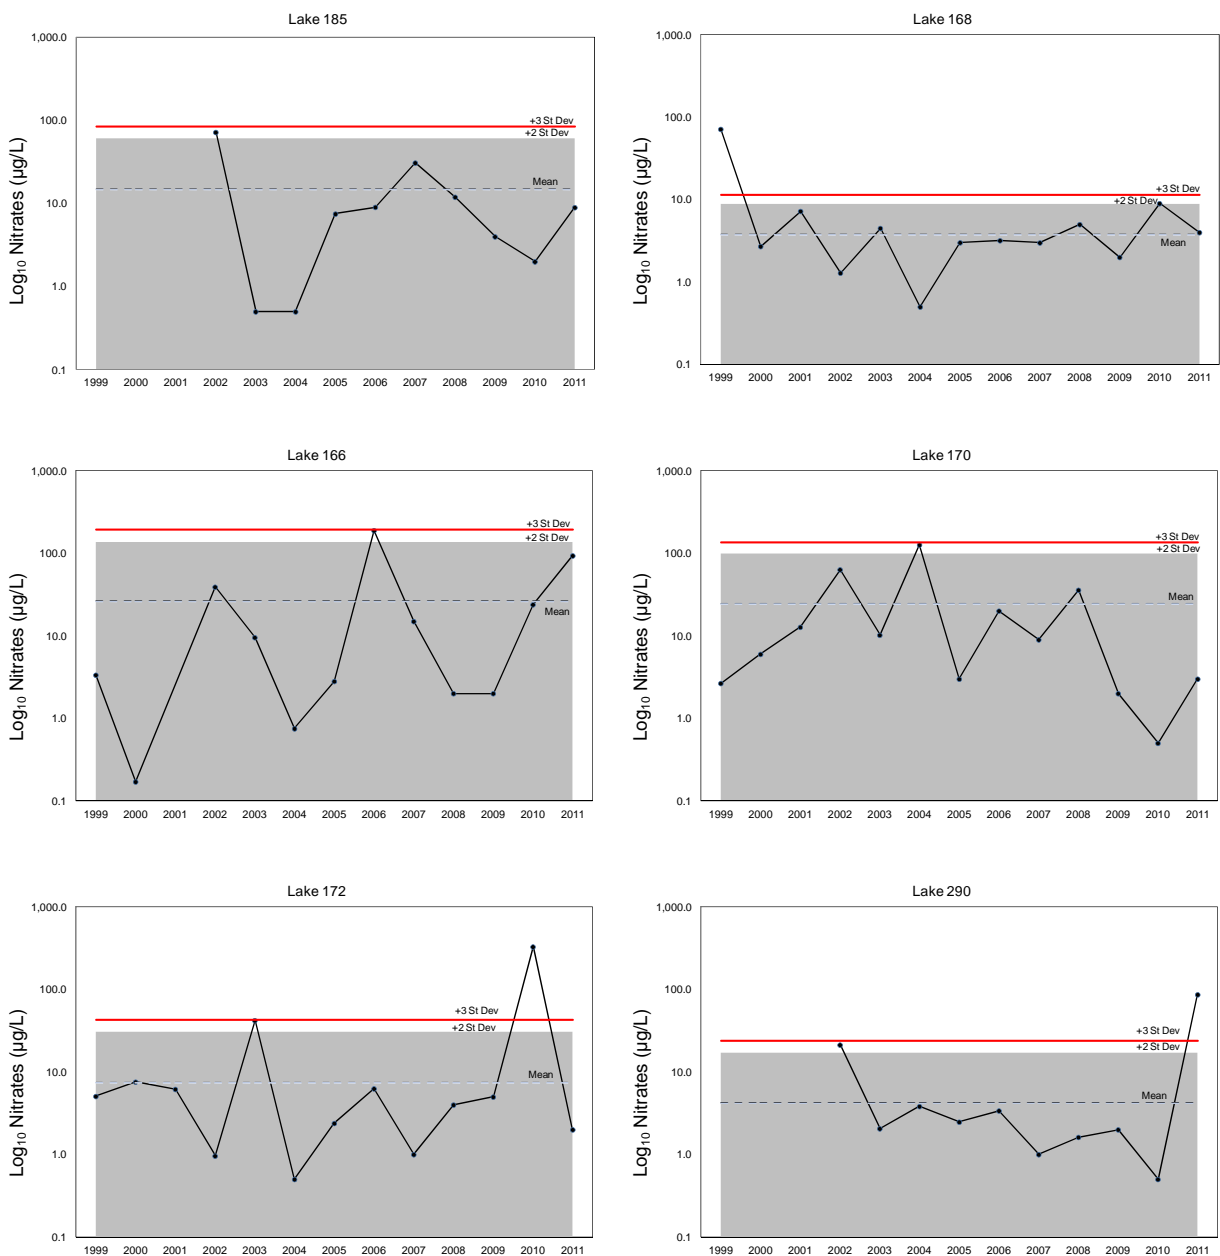 Lake 185
Log₁₀ Nitrates (µg/L)
1,000.0
100.0
10.0
1.0
0.1
+3 St Dev
+2 St Dev
Mean
1999 2000 2001 2002 2003 2004 2005 2006 2007 2008 2009 2010 2011
Lake 168
Log₁₀ Nitrates (µg/L)
1,000.0
100.0
10.0
1.0
0.1
+3 St Dev
+2 St Dev
Mean
1999 2000 2001 2002 2003 2004 2005 2006 2007 2008 2009 2010 2011
Lake 166
Log₁₀ Nitrates (µg/L)
1,000.0
100.0
10.0
1.0
0.1
+3 St Dev
+2 St Dev
Mean
1999 2000 2001 2002 2003 2004 2005 2006 2007 2008 2009 2010 2011
Lake 170
Log₁₀ Nitrates (µg/L)
1,000.0
100.0
10.0
1.0
0.1
+3 St Dev
+2 St Dev
Mean
1999 2000 2001 2002 2003 2004 2005 2006 2007 2008 2009 2010 2011
Lake 172
Log₁₀ Nitrates (µg/L)
1,000.0
100.0
10.0
1.0
0.1
+3 St Dev
+2 St Dev
Mean
1999 2000 2001 2002 2003 2004 2005 2006 2007 2008 2009 2010 2011
Lake 290
Log₁₀ Nitrates (µg/L)
1,000.0
100.0
10.0
1.0
0.1
+3 St Dev
+2 St Dev
Mean
1999 2000 2001 2002 2003 2004 2005 2006 2007 2008 2009 2010 2011